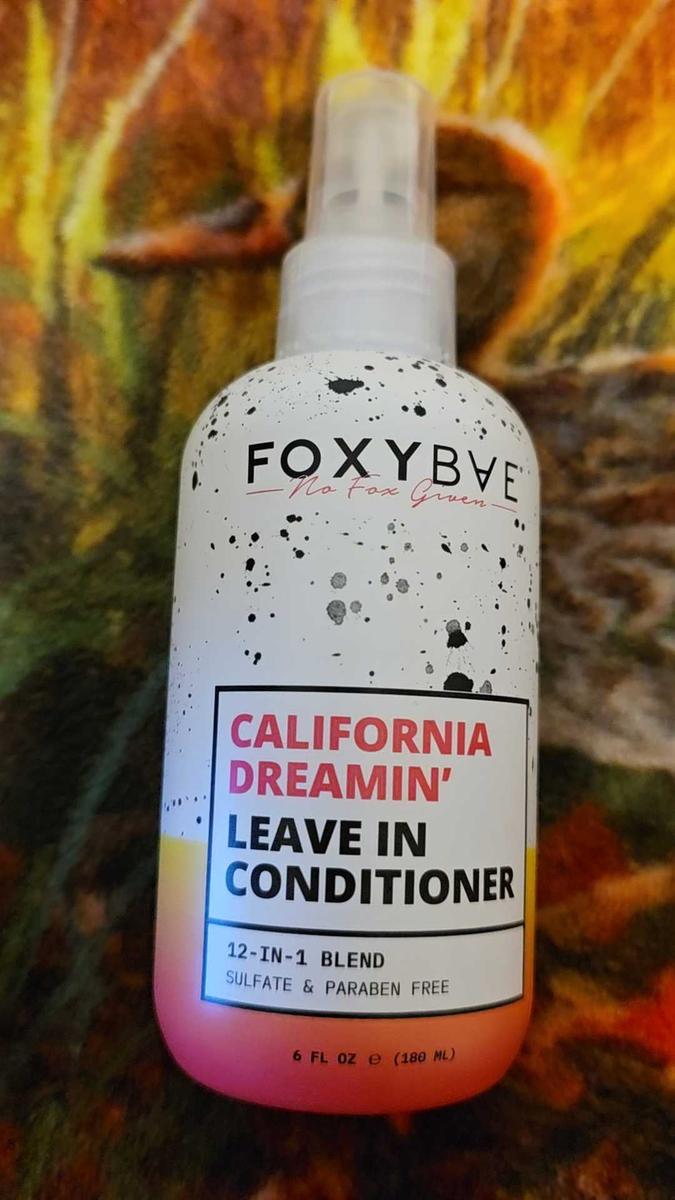 FOXYBAE
No Fox Given
CALIFORNIA
DREAMIN'
LEAVE IN
CONDITIONER
12-IN-1 BLEND
SULFATE & PARABEN FREE
6 FL OZ ℮ (180 ML)